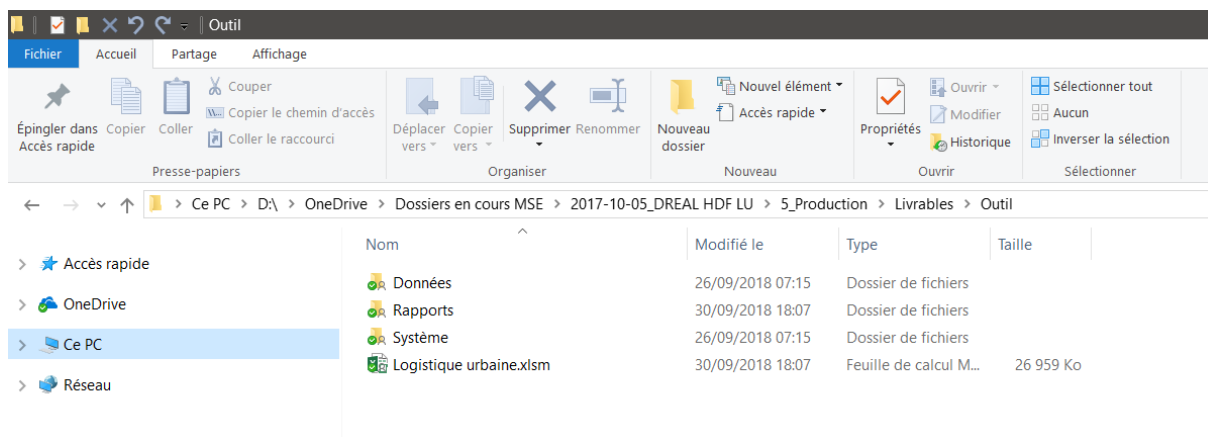 Outil
Fichier Accueil Partage Affichage
Épingler dans Accès rapide
Copier
Coller
Couper
Copier le chemin d'accès
Coller le raccourci
Presse-papiers
Déplacer vers
Copier vers
Supprimer
Renommer
Organiser
Nouveau dossier
Nouvel élément
Accès rapide
Nouveau
Propriétés
Ouvrir
Modifier
Historique
Ouvrir
Sélectionner tout
Aucun
Inverser la sélection
Sélectionner
Ce PC > D:\ > OneDrive > Dossiers en cours MSE > 2017-10-05_DREAL HDF LU > 5_Production > Livrables > Outil
Accès rapide
OneDrive
Ce PC
Réseau
Nom Modifié le Type Taille
Données 26/09/2018 07:15 Dossier de fichiers
Rapports 30/09/2018 18:07 Dossier de fichiers
Système 26/09/2018 07:15 Dossier de fichiers
Logistique urbaine.xlsm 30/09/2018 18:07 Feuille de calcul M... 26 959 Ko